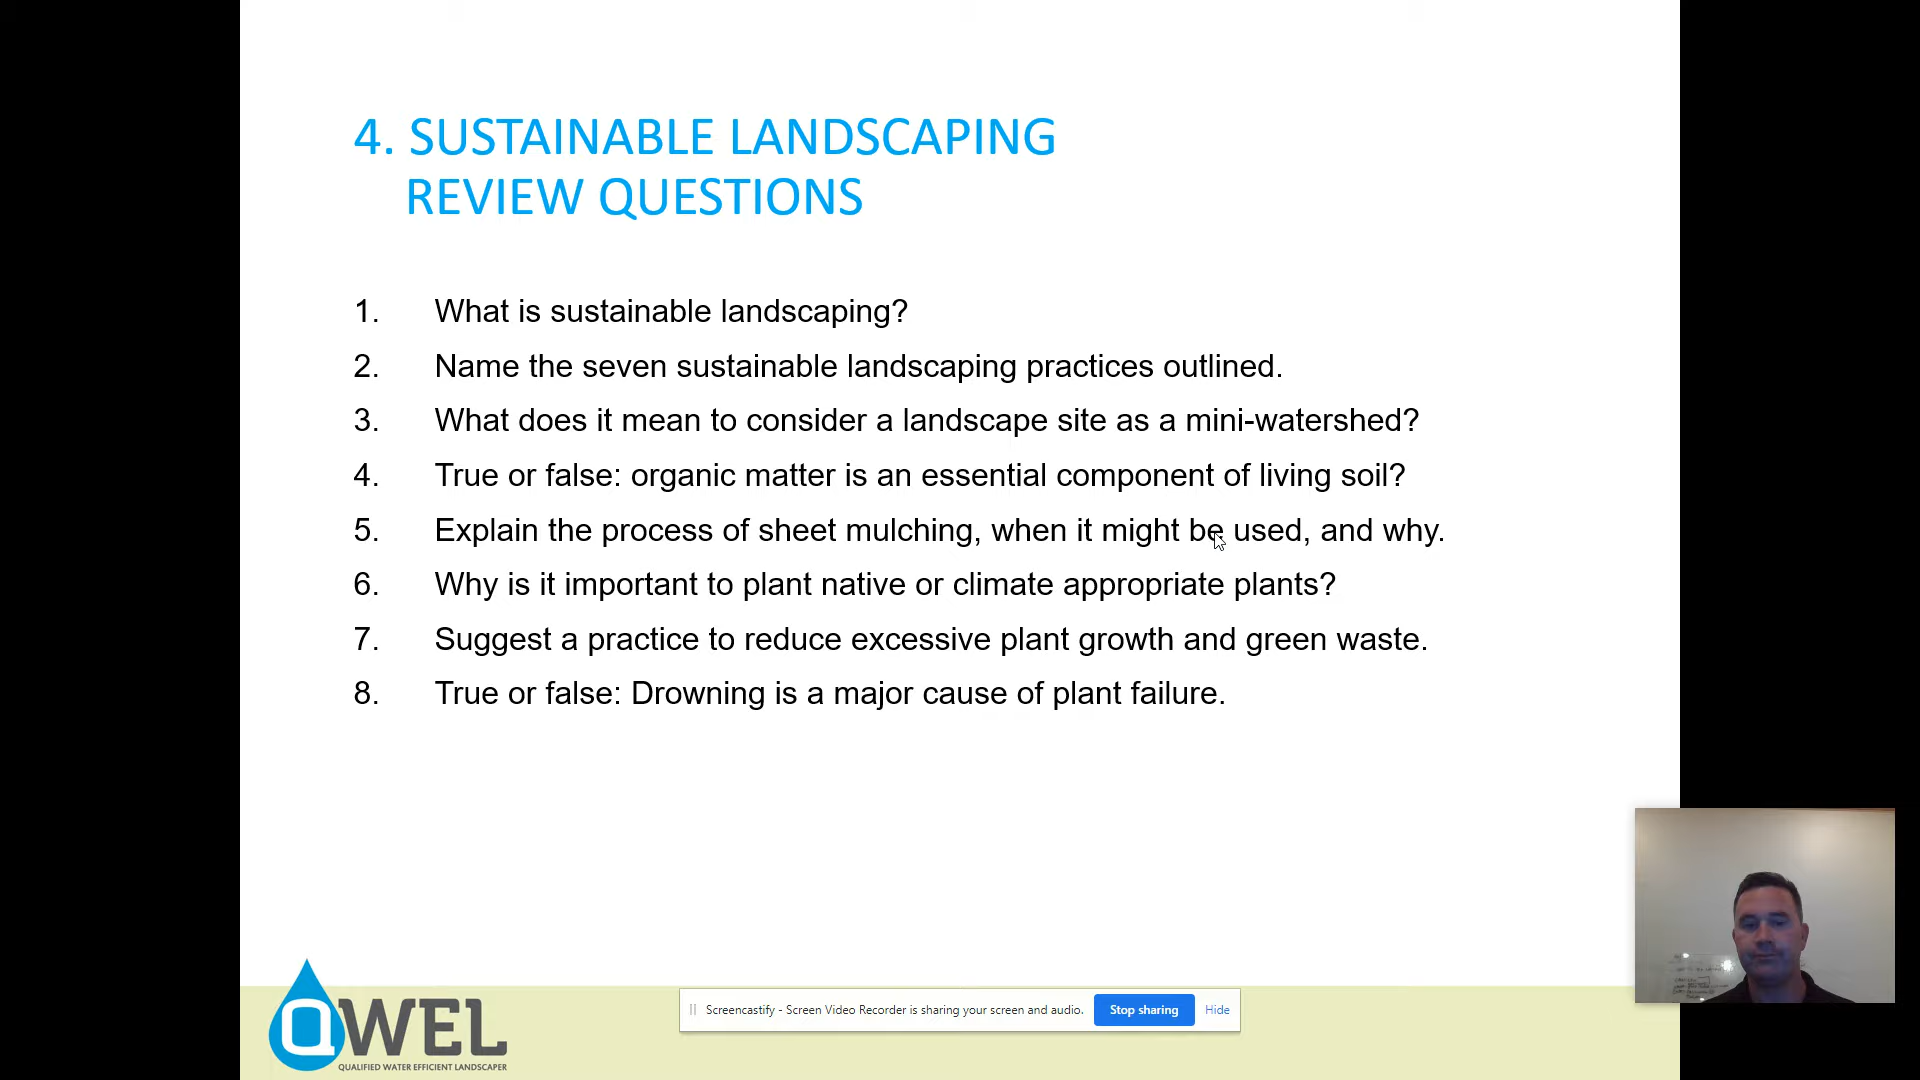 4. SUSTAINABLE LANDSCAPING
REVIEW QUESTIONS
1. What is sustainable landscaping?
2. Name the seven sustainable landscaping practices outlined.
3. What does it mean to consider a landscape site as a mini-watershed?
4. True or false: organic matter is an essential component of living soil?
5. Explain the process of sheet mulching, when it might be used, and why.
6. Why is it important to plant native or climate appropriate plants?
7. Suggest a practice to reduce excessive plant growth and green waste.
8. True or false: Drowning is a major cause of plant failure.
QWEL
QUALIFIED WATER EFFICIENT LANDSCAPER
Screencastify - Screen Video Recorder is sharing your screen and audio. Stop sharing Hide